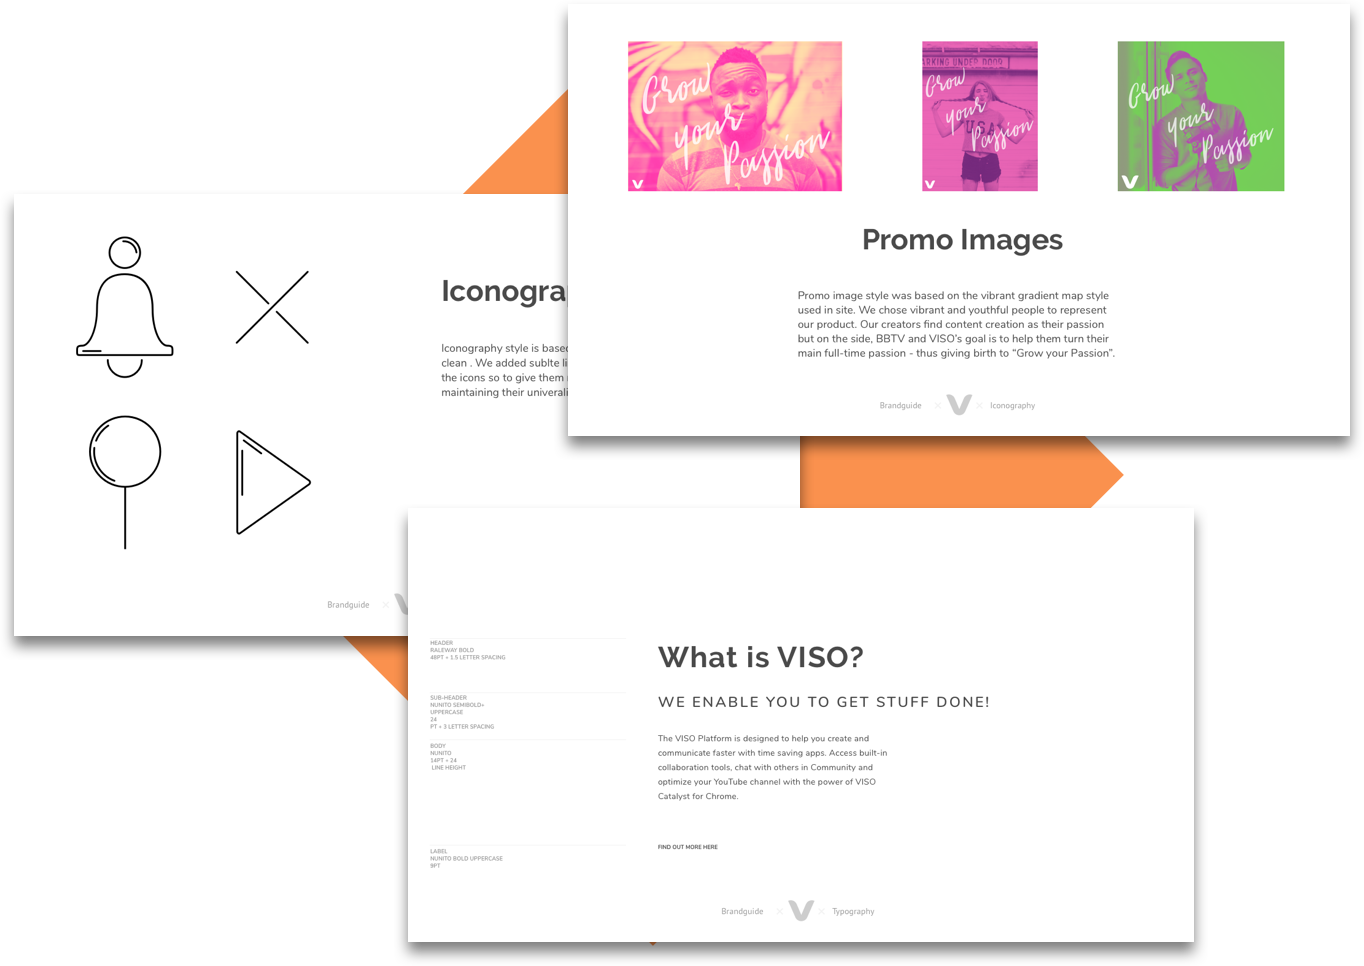 Grow
your
Passion
ARKING UNDER DOOR
Grow
your
USA
Passion
Grow
your
Passion
Promo Images
Promo image style was based on the vibrant gradient map style
used in site. We chose vibrant and youthful people to represent
our product. Our creators find content creation as their passion
but on the side, BBTV and VISO's goal is to help them turn their
main full-time passion - thus giving birth to “Grow your Passion”.
Brandguide
Iconography
Iconogra
Iconography style is based
clean . We added sublte li
the icons so to give them
maintaining their univerali
Brandguide
HEADER
RALEWAY BOLD
48PT + 1.5 LETTER SPACING
SUB-HEADER
NUNITO SEMIBOLD+
UPPERCASE
24
PT + 3 LETTER SPACING
BODY
NUNITO
14PT + 24
LINE HEIGHT
LABEL
NUNITO BOLD UPPERCASE
9PT
What is VISO?
WE ENABLE YOU TO GET STUFF DONE!
The VISO Platform is designed to help you create and
communicate faster with time saving apps. Access built-in
collaboration tools, chat with others in Community and
optimize your YouTube channel with the power of VISO
Catalyst for Chrome.
FIND OUT MORE HERE
Brandguide
Typography